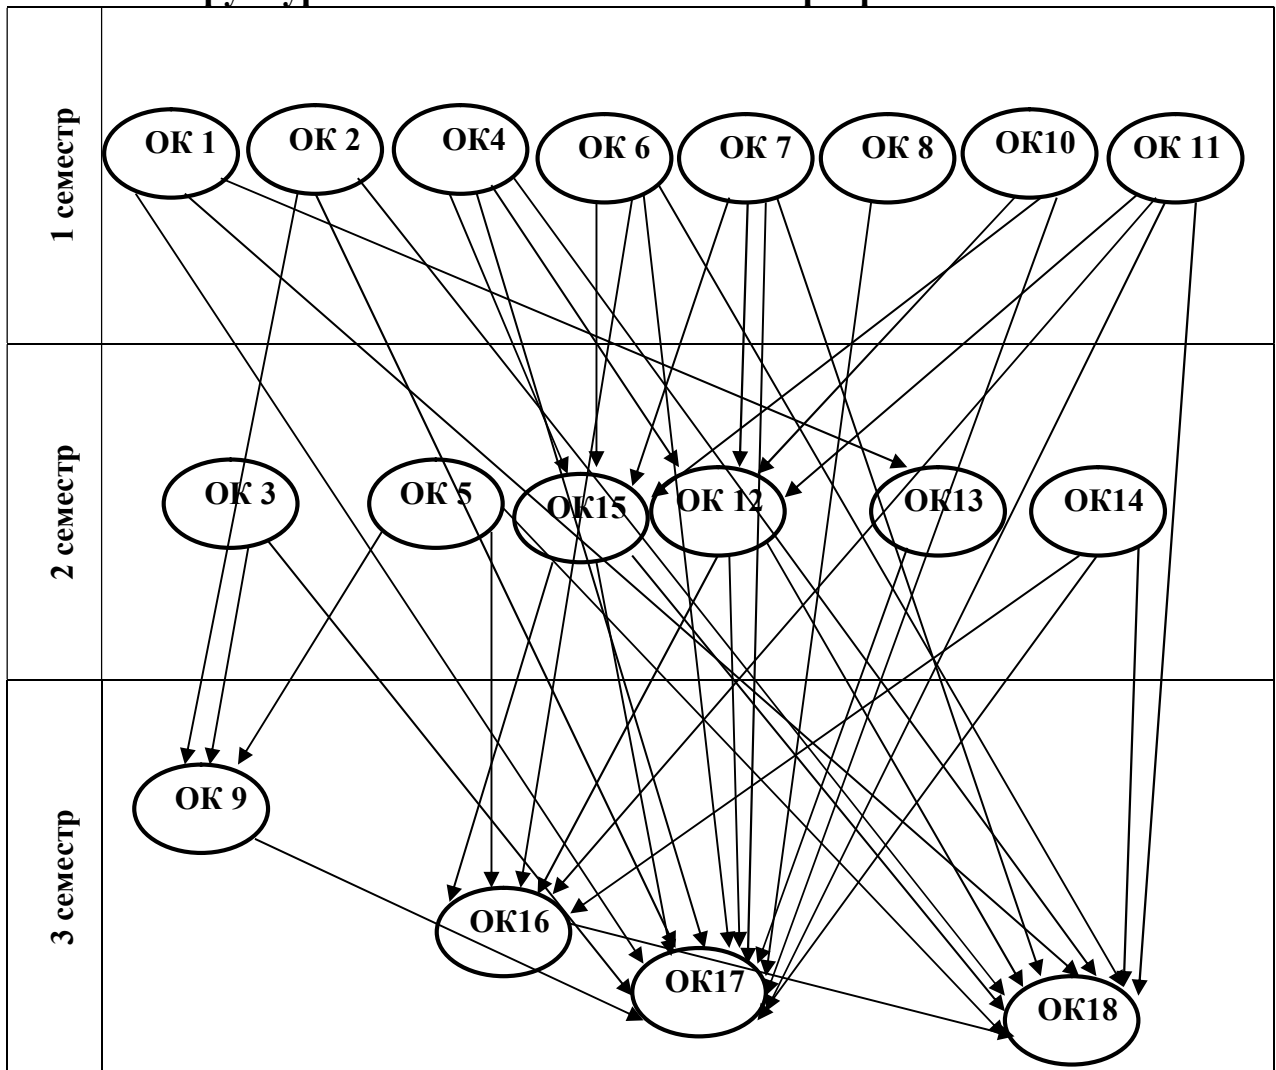 1 семестр
ОК 1
ОК 2
ОК4
ОК 6
ОК 7
ОК 8
ОК10
ОК 11
2 семестр
ОК 3
ОК 5
ОК15
ОК 12
ОК13
ОК14
3 семестр
ОК 9
ОК16
ОК17
ОК18